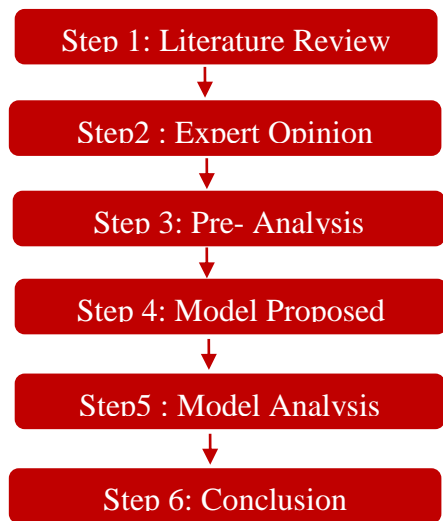 Step 1: Literature Review
Step2 : Expert Opinion
Step 3: Pre- Analysis
Step 4: Model Proposed
Step5 : Model Analysis
Step 6: Conclusion